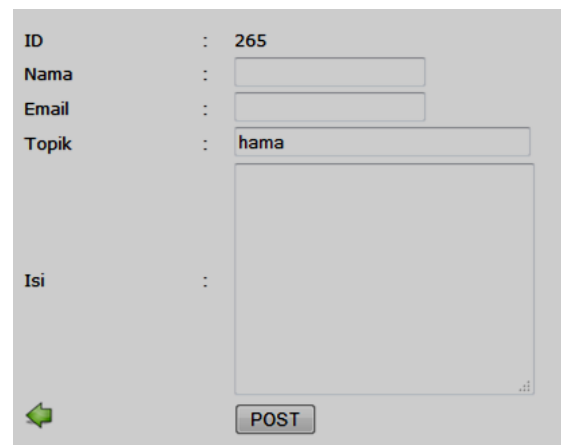 ID : 265
Nama :
Email :
Topik : hama
Isi :
POST